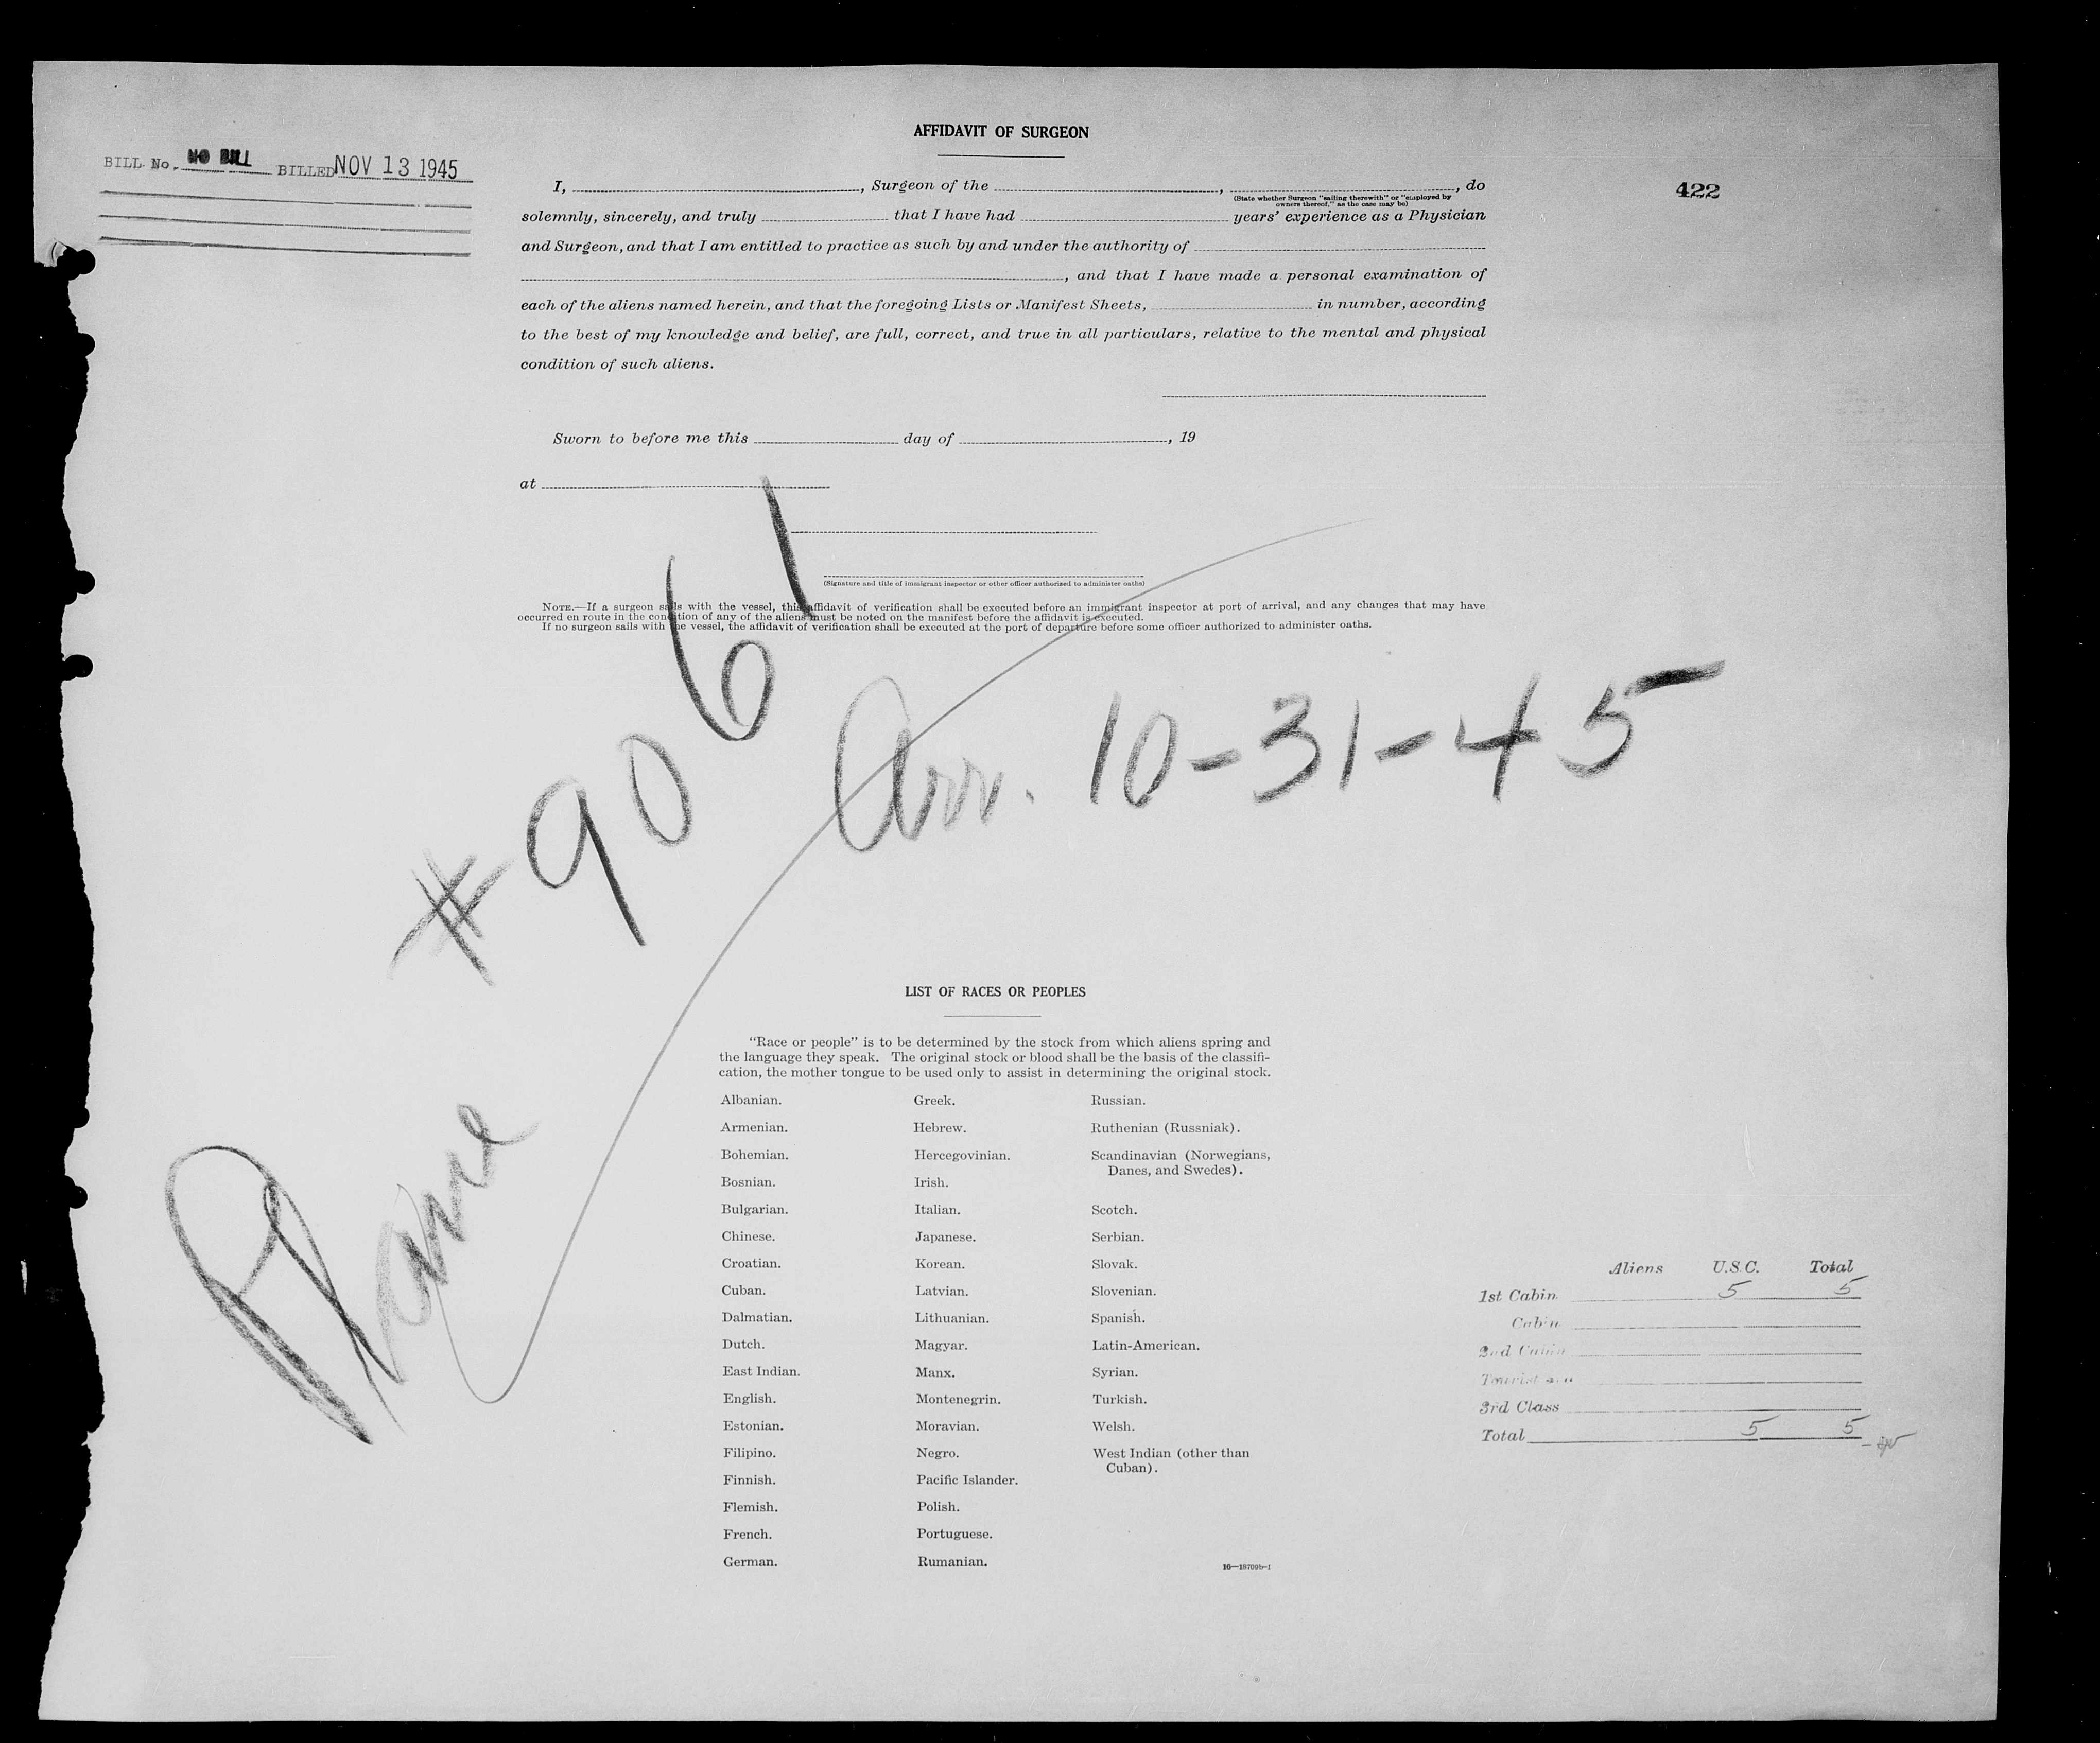 AFFIDAVIT OF SURGEON
BILL No. NO BILL BILLED NOV 13 1945
422
I, , Surgeon of the , , do
(State whether Surgeon "sailing therewith" or "employed by
owners thereof," as the case may be)
solemnly, sincerely, and truly that I have had years' experience as a Physician
and Surgeon, and that I am entitled to practice as such by and under the authority of
, and that I have made a personal examination of
each of the aliens named herein, and that the foregoing Lists or Manifest Sheets, in number, according
to the best of my knowledge and belief, are full, correct, and true in all particulars, relative to the mental and physical
condition of such aliens.
Sworn to before me this day of , 19
at
(Signature and title of immigrant inspector or other officer authorized to administer oaths)
NOTE.—If a surgeon sails with the vessel, this affidavit of verification shall be executed before an immigrant inspector at port of arrival, and any changes that may have
occurred en route in the condition of any of the aliens must be noted on the manifest before the affidavit is executed.
If no surgeon sails with the vessel, the affidavit of verification shall be executed at the port of departure before some officer authorized to administer oaths.
Plane #9061
Arr. 10-31-45
LIST OF RACES OR PEOPLES
"Race or people" is to be determined by the stock from which aliens spring and
the language they speak. The original stock or blood shall be the basis of the classifi-
cation, the mother tongue to be used only to assist in determining the original stock.
Albanian.
Armenian.
Bohemian.
Bosnian.
Bulgarian.
Chinese.
Croatian.
Cuban.
Dalmatian.
Dutch.
East Indian.
English.
Estonian.
Filipino.
Finnish.
Flemish.
French.
German.
Greek.
Hebrew.
Hercegovinian.
Irish.
Italian.
Japanese.
Korean.
Latvian.
Lithuanian.
Magyar.
Manx.
Montenegrin.
Moravian.
Negro.
Pacific Islander.
Polish.
Portuguese.
Rumanian.
Russian.
Ruthenian (Russniak).
Scandinavian (Norwegians,
Danes, and Swedes).
Scotch.
Serbian.
Slovak.
Slovenian.
Spanish.
Latin-American.
Syrian.
Turkish.
Welsh.
West Indian (other than
Cuban).
16—18709b-1
Aliens U.S.C. Total
1st Cabin 5 5
Cabin
2nd Cabin
Tourist
3rd Class
Total 5 5